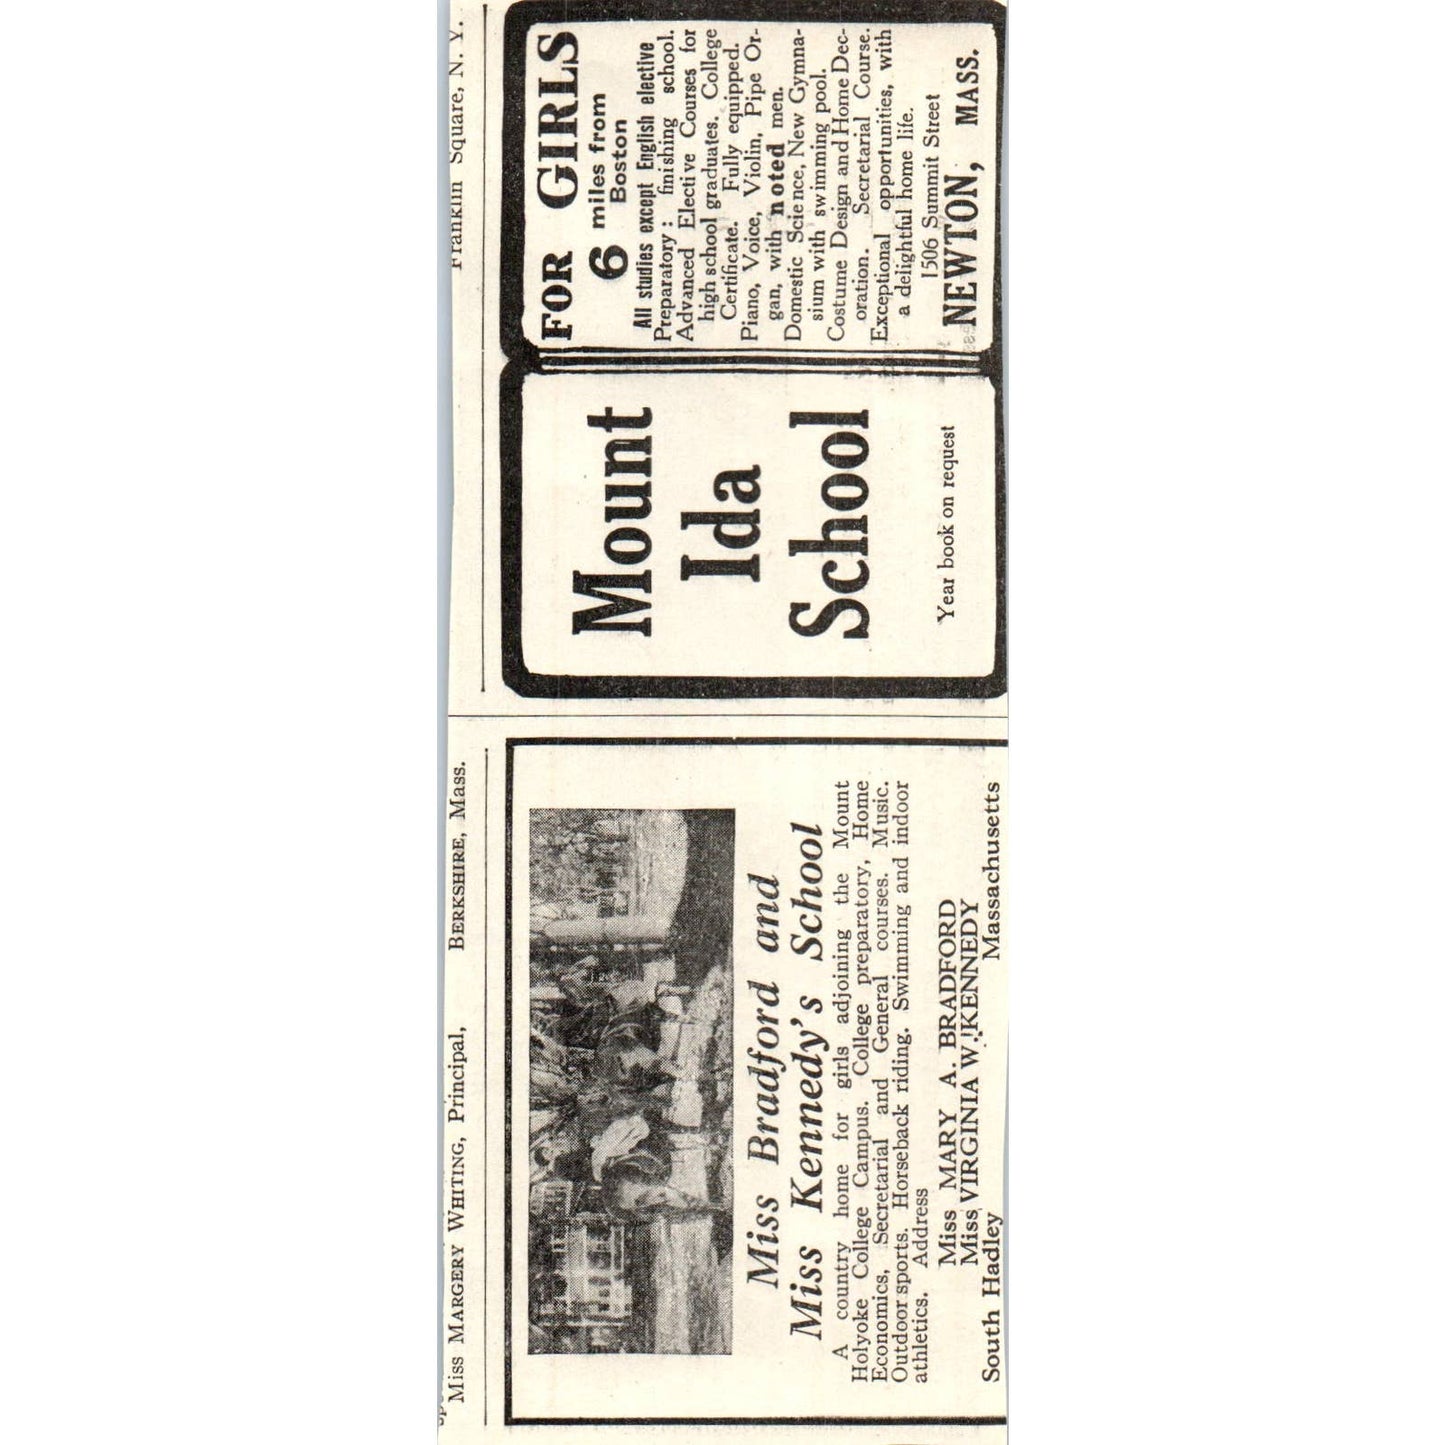 Miss MARGERY WHITING, Principal, BERKSHIRE, Mass.
Miss Bradford and
Miss Kennedy's School
A country home for girls adjoining the Mount
Holyoke College Campus. College preparatory, Home
Economics, Secretarial and General courses. Music.
Outdoor sports. Horseback riding. Swimming and indoor
athletics. Address
Miss MARY A. BRADFORD
Miss VIRGINIA W. KENNEDY
South Hadley Massachusetts
Franklin Square, N. Y.
Mount
Ida
School
Year book on request
FOR GIRLS
6 miles from
Boston
All studies except English elective
Preparatory; finishing school.
Advanced Elective Courses for
high school graduates. College
Certificate. Fully equipped.
Piano, Voice, Violin, Pipe Or-
gan, with noted men.
Domestic Science, New Gymna-
sium with swimming pool.
Costume Design and Home Dec-
oration. Secretarial Course.
Exceptional opportunities, with
a delightful home life.
1506 Summit Street
NEWTON, MASS.